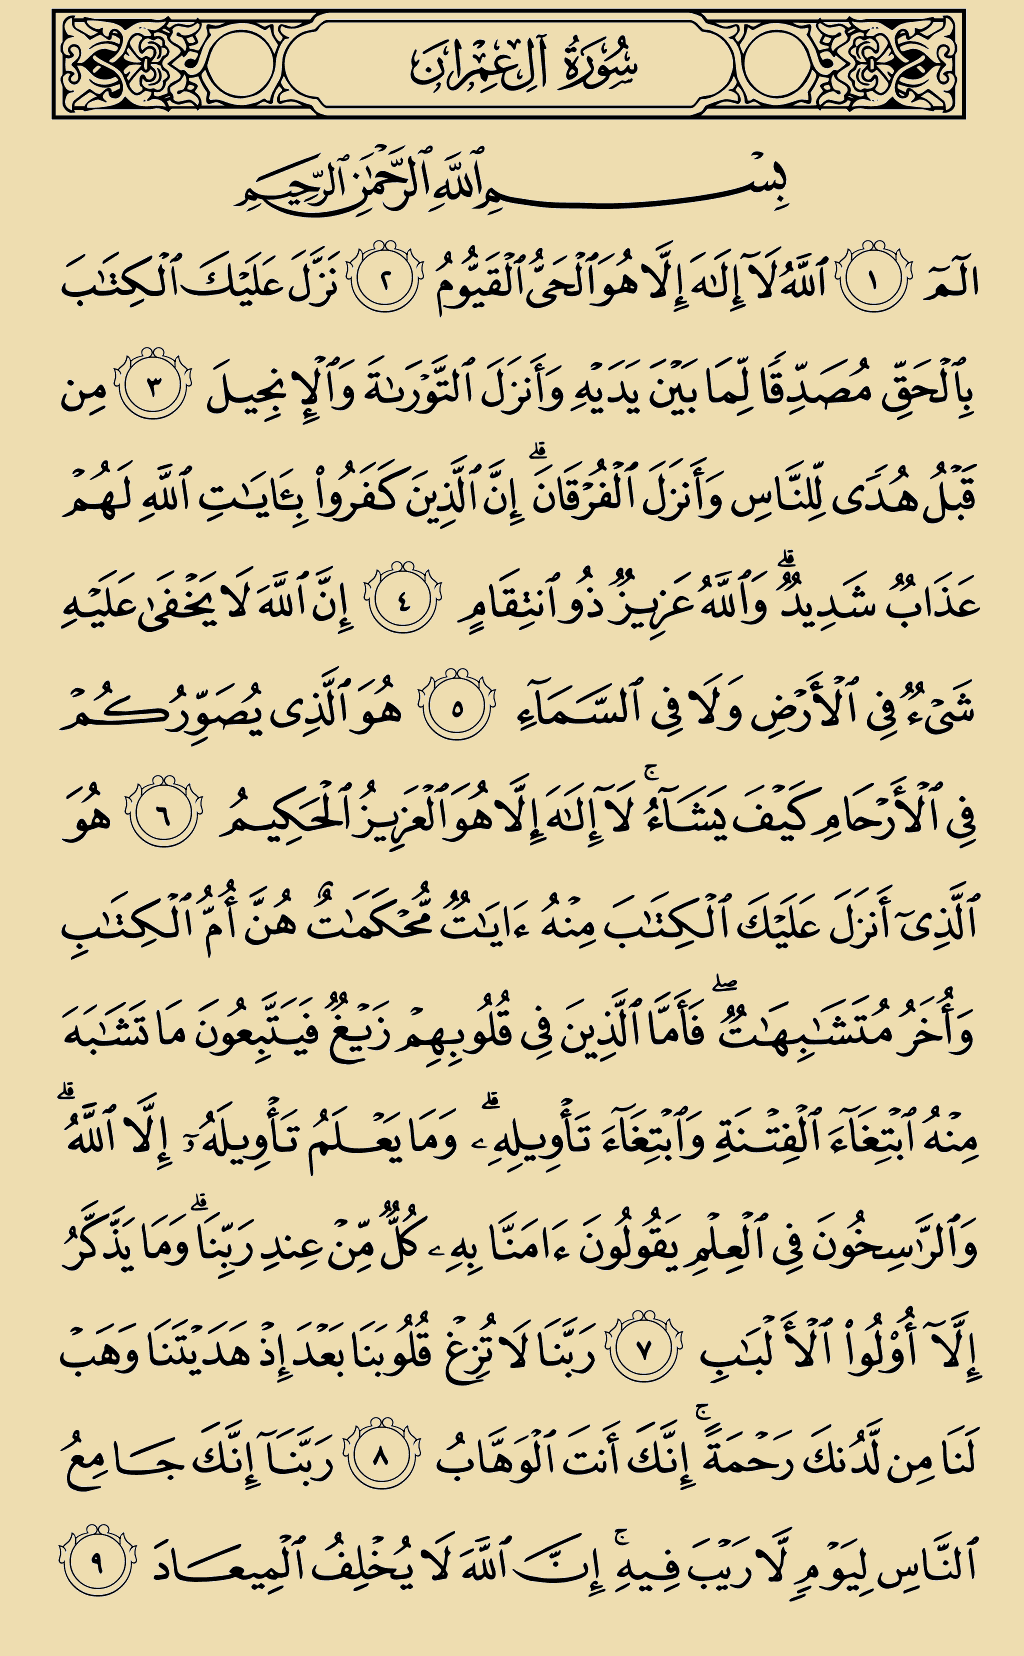 سُورَةُ آلِ عِمْرَانَ
بِسْمِ ٱللَّهِ ٱلرَّحْمَٰنِ ٱلرَّحِيمِ
الٓمٓ ١ ٱللَّهُ لَآ إِلَٰهَ إِلَّا هُوَ ٱلْحَىُّ ٱلْقَيُّومُ ٢ نَزَّلَ عَلَيْكَ ٱلْكِتَٰبَ
بِٱلْحَقِّ مُصَدِّقًا لِّمَا بَيْنَ يَدَيْهِ وَأَنزَلَ ٱلتَّوْرَىٰةَ وَٱلْإِنجِيلَ ٣ مِن
قَبْلُ هُدًى لِّلنَّاسِ وَأَنزَلَ ٱلْفُرْقَانَ ۗ إِنَّ ٱلَّذِينَ كَفَرُوا۟ بِـَٔايَٰتِ ٱللَّهِ لَهُمْ
عَذَابٌ شَدِيدٌ ۗ وَٱللَّهُ عَزِيزٌ ذُو ٱنتِقَامٍ ٤ إِنَّ ٱللَّهَ لَا يَخْفَىٰ عَلَيْهِ
شَىْءٌ فِى ٱلْأَرْضِ وَلَا فِى ٱلسَّمَآءِ ٥ هُوَ ٱلَّذِى يُصَوِّرُكُمْ
فِى ٱلْأَرْحَامِ كَيْفَ يَشَآءُ ۚ لَآ إِلَٰهَ إِلَّا هُوَ ٱلْعَزِيزُ ٱلْحَكِيمُ ٦ هُوَ
ٱلَّذِىٓ أَنزَلَ عَلَيْكَ ٱلْكِتَٰبَ مِنْهُ ءَايَٰتٌ مُّحْكَمَٰتٌ هُنَّ أُمُّ ٱلْكِتَٰبِ
وَأُخَرُ مُتَشَٰبِهَٰتٌ ۖ فَأَمَّا ٱلَّذِينَ فِى قُلُوبِهِمْ زَيْغٌ فَيَتَّبِعُونَ مَا تَشَٰبَهَ
مِنْهُ ٱبْتِغَآءَ ٱلْفِتْنَةِ وَٱبْتِغَآءَ تَأْوِيلِهِۦ ۗ وَمَا يَعْلَمُ تَأْوِيلَهُۥٓ إِلَّا ٱللَّهُ ۗ
وَٱلرَّٰسِخُونَ فِى ٱلْعِلْمِ يَقُولُونَ ءَامَنَّا بِهِۦ كُلٌّ مِّنْ عِندِ رَبِّنَا ۗ وَمَا يَذَّكَّرُ
إِلَّآ أُو۟لُوا۟ ٱلْأَلْبَٰبِ ٧ رَبَّنَا لَا تُزِغْ قُلُوبَنَا بَعْدَ إِذْ هَدَيْتَنَا وَهَبْ
لَنَا مِن لَّدُنكَ رَحْمَةً ۚ إِنَّكَ أَنتَ ٱلْوَهَّابُ ٨ رَبَّنَآ إِنَّكَ جَامِعُ
ٱلنَّاسِ لِيَوْمٍ لَّا رَيْبَ فِيهِ ۚ إِنَّ ٱللَّهَ لَا يُخْلِفُ ٱلْمِيعَادَ ٩